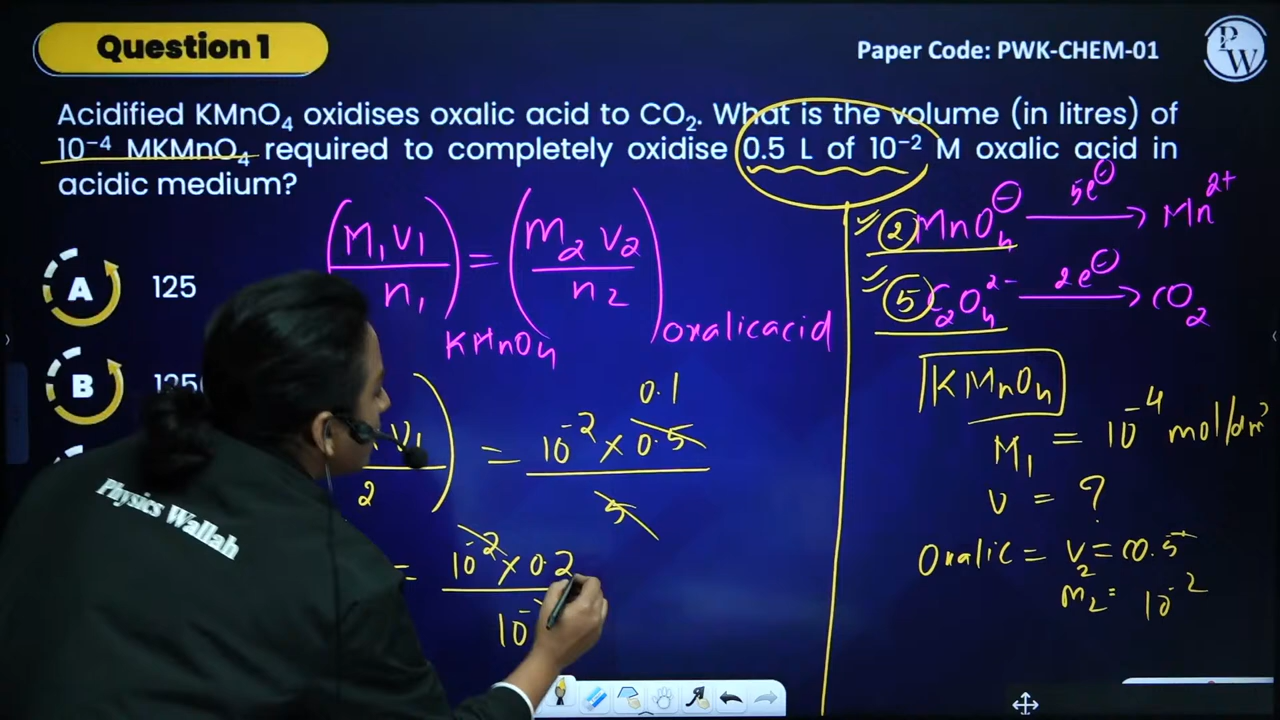 Question 1
Paper Code: PWK-CHEM-01
P
W
Acidified KMnO₄ oxidises oxalic acid to CO₂. What is the volume (in litres) of
10⁻⁴ MKMnO₄ required to completely oxidise 0.5 L of 10⁻² M oxalic acid in
acidic medium?
(M₁V₁/n₁) KMnO₄ = (m₂V₂/n₂) oxalic acid
② MnO₄⁻ 5e⁻ → Mn²⁺
⑤ C₂O₄²⁻ 2e⁻ → CO₂
A 125
B 125
KMnO₄
M₁ = 10⁻⁴ mol/dm³
V = ?
Oxalic = V₂ = 0.5
m₂ = 10⁻²
V₁/2) = 10⁻² × 0.5/5
0.1
= 10⁻² × 0.2
10⁻
Physics Wallah